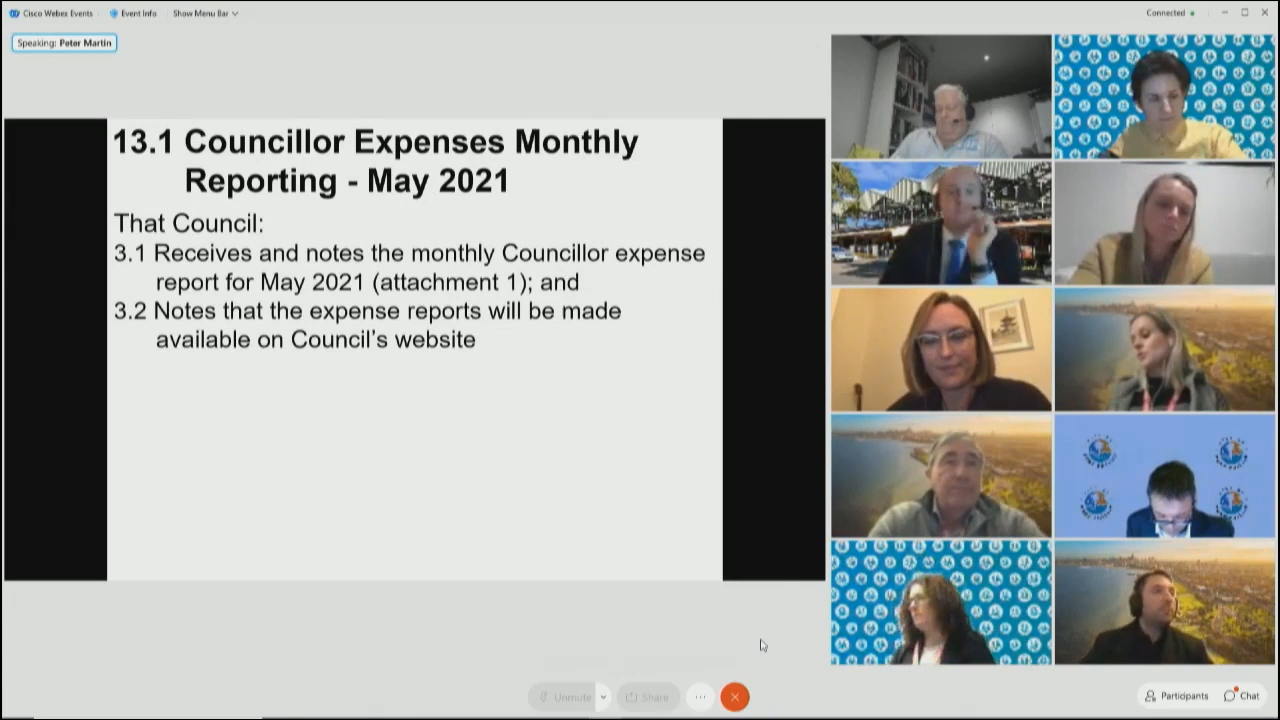 Cisco Webex Events
Event Info
Show Menu Bar
Connected
Speaking: Peter Martin
13.1 Councillor Expenses Monthly
Reporting - May 2021
That Council:
3.1 Receives and notes the monthly Councillor expense
report for May 2021 (attachment 1); and
3.2 Notes that the expense reports will be made
available on Council's website
Unmute
Share
Participants
Chat